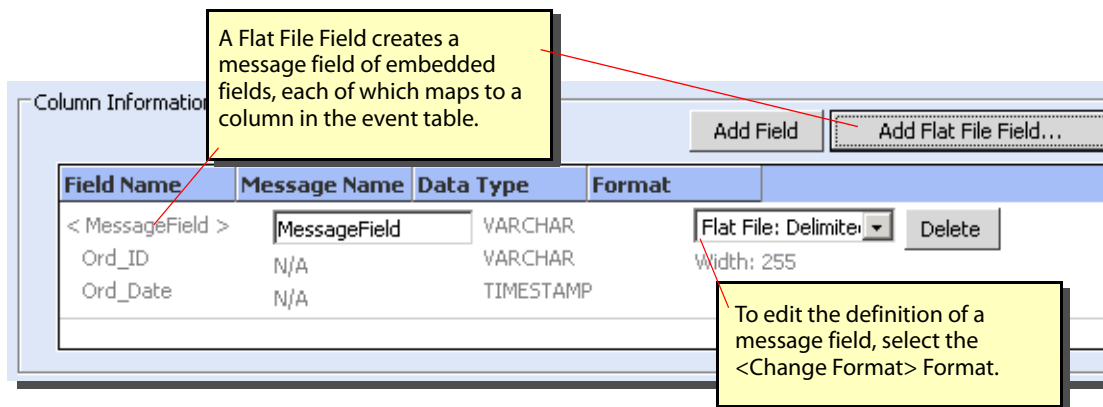 A Flat File Field creates a
message field of embedded
fields, each of which maps to a
column in the event table.
Column Information
Add Field
Add Flat File Field...
Field Name Message Name Data Type Format
< MessageField > MessageField VARCHAR Flat File: Delimite Delete
Ord_ID N/A VARCHAR Width: 255
Ord_Date N/A TIMESTAMP
To edit the definition of a
message field, select the
<Change Format> Format.